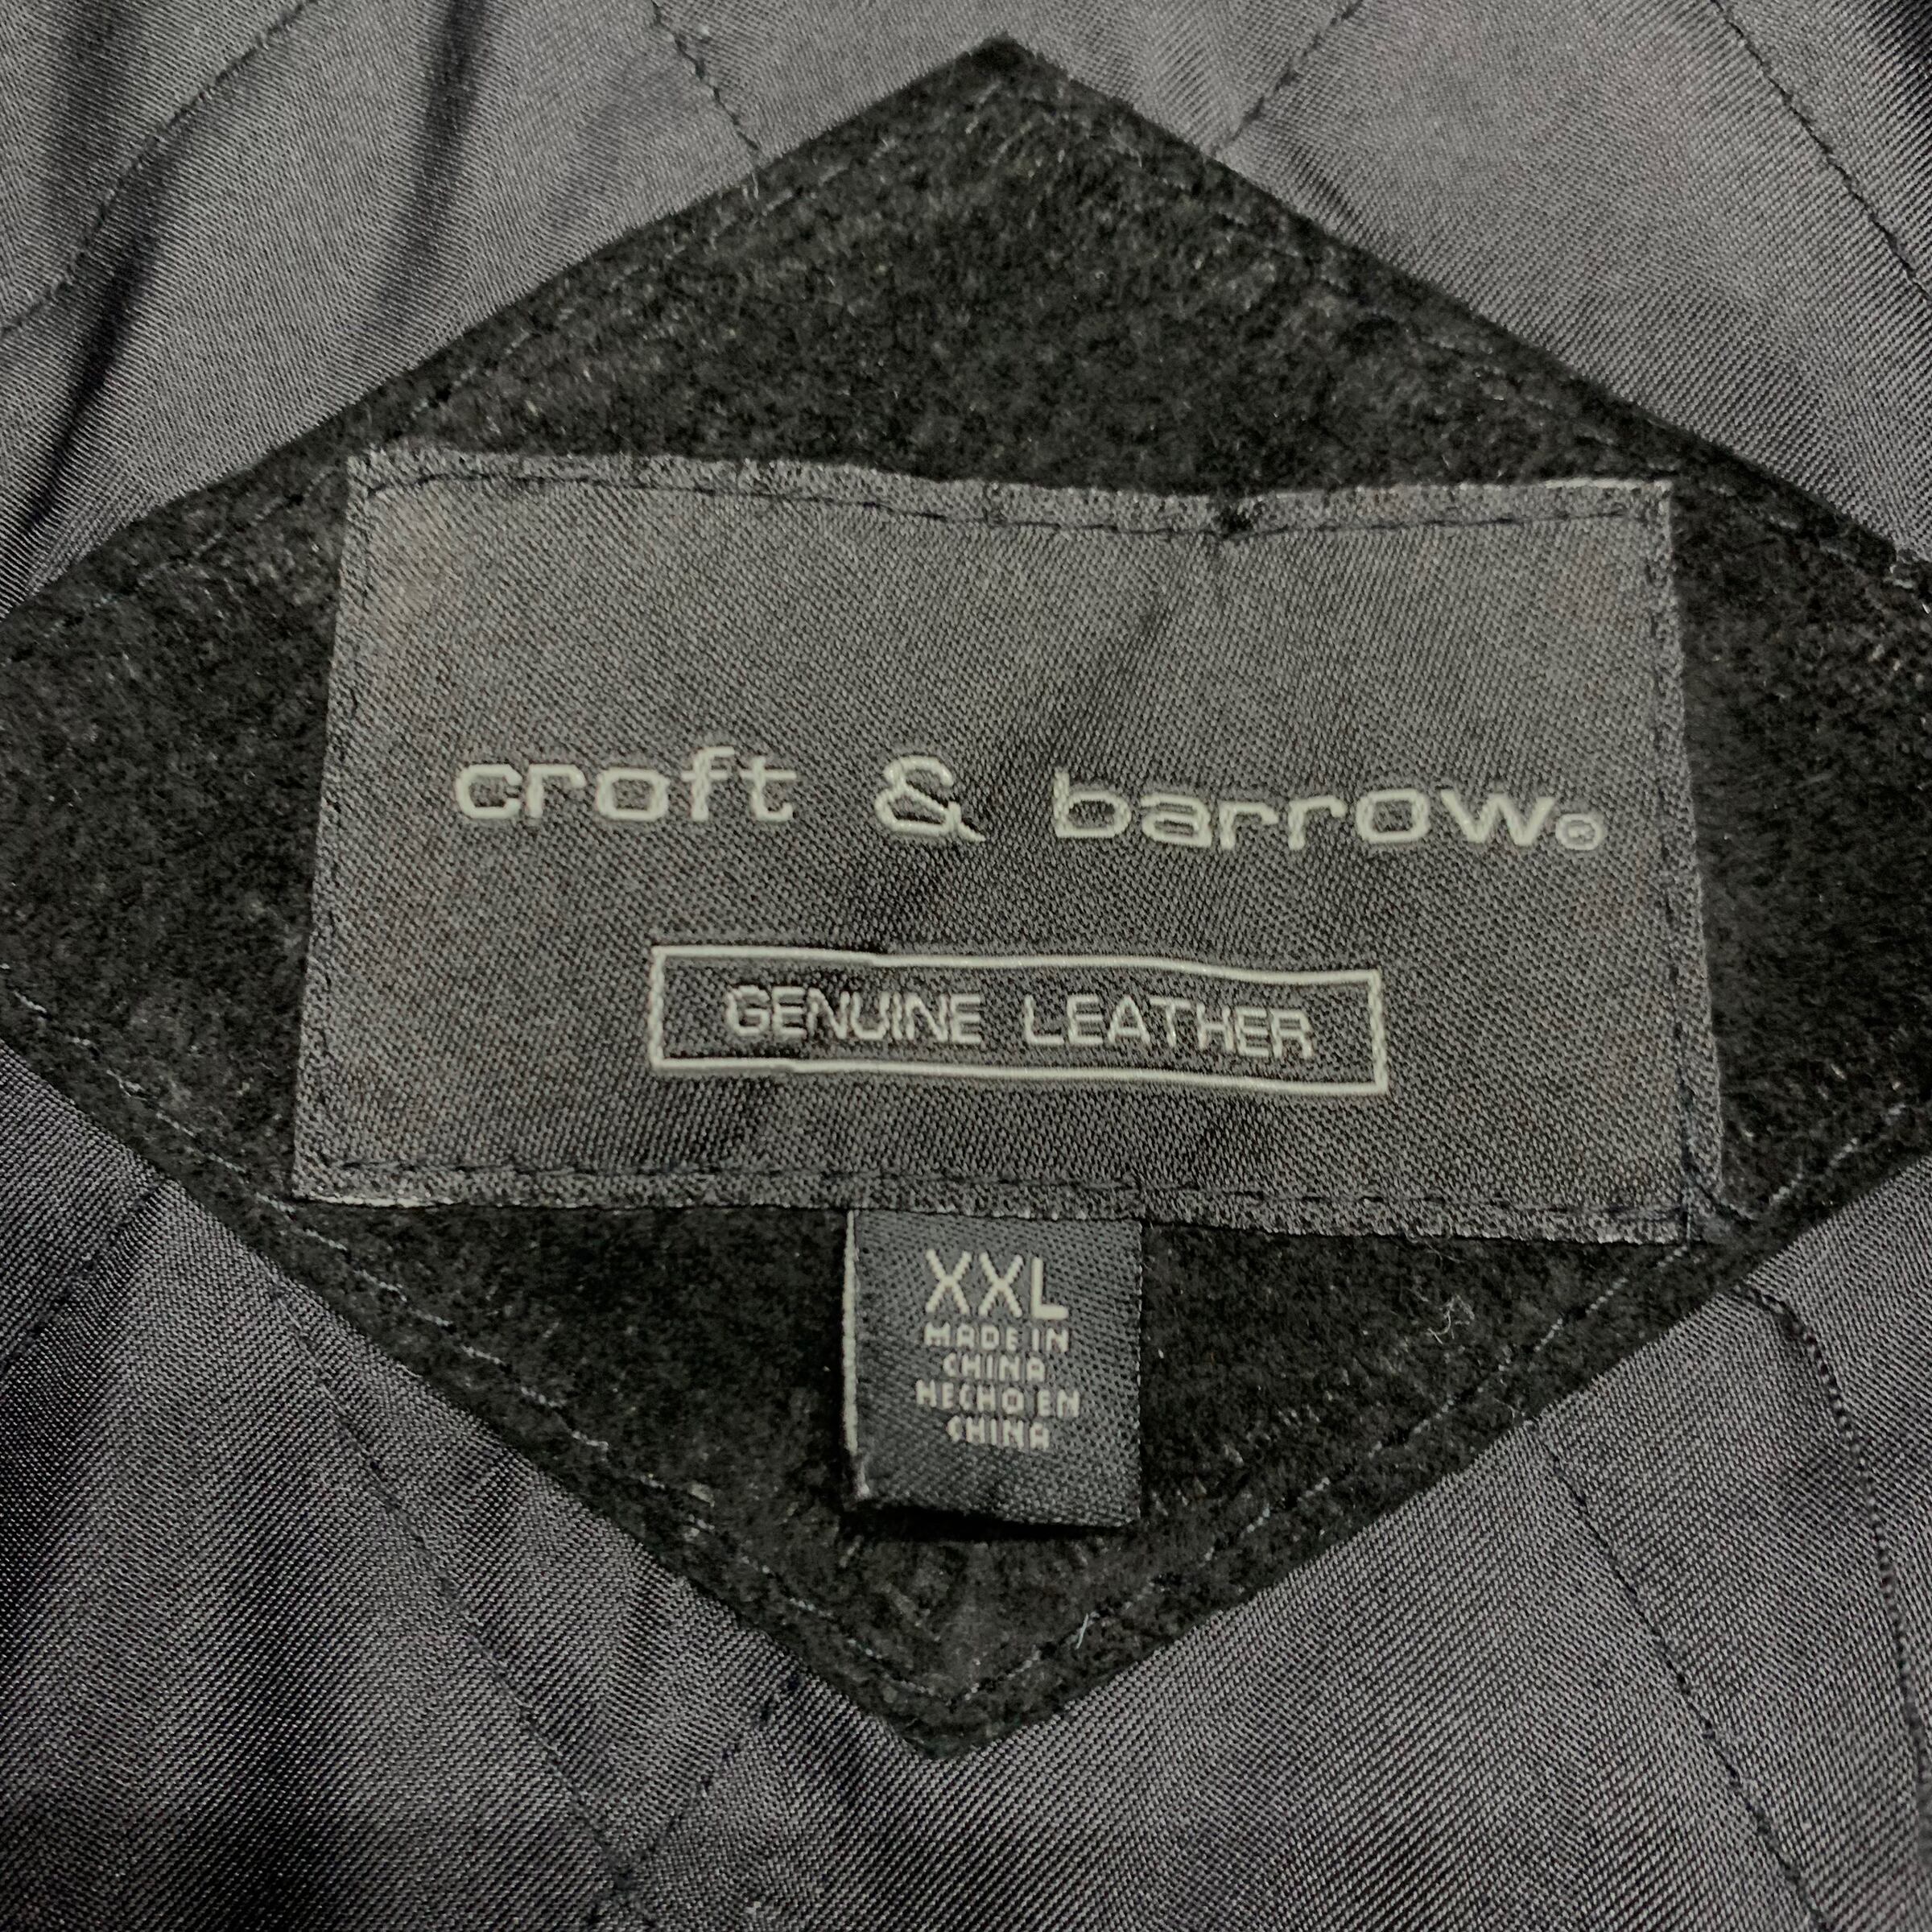 croft & barrow®
GENUINE LEATHER
XXL
MADE IN
CHINA
HECHO EN
CHINA